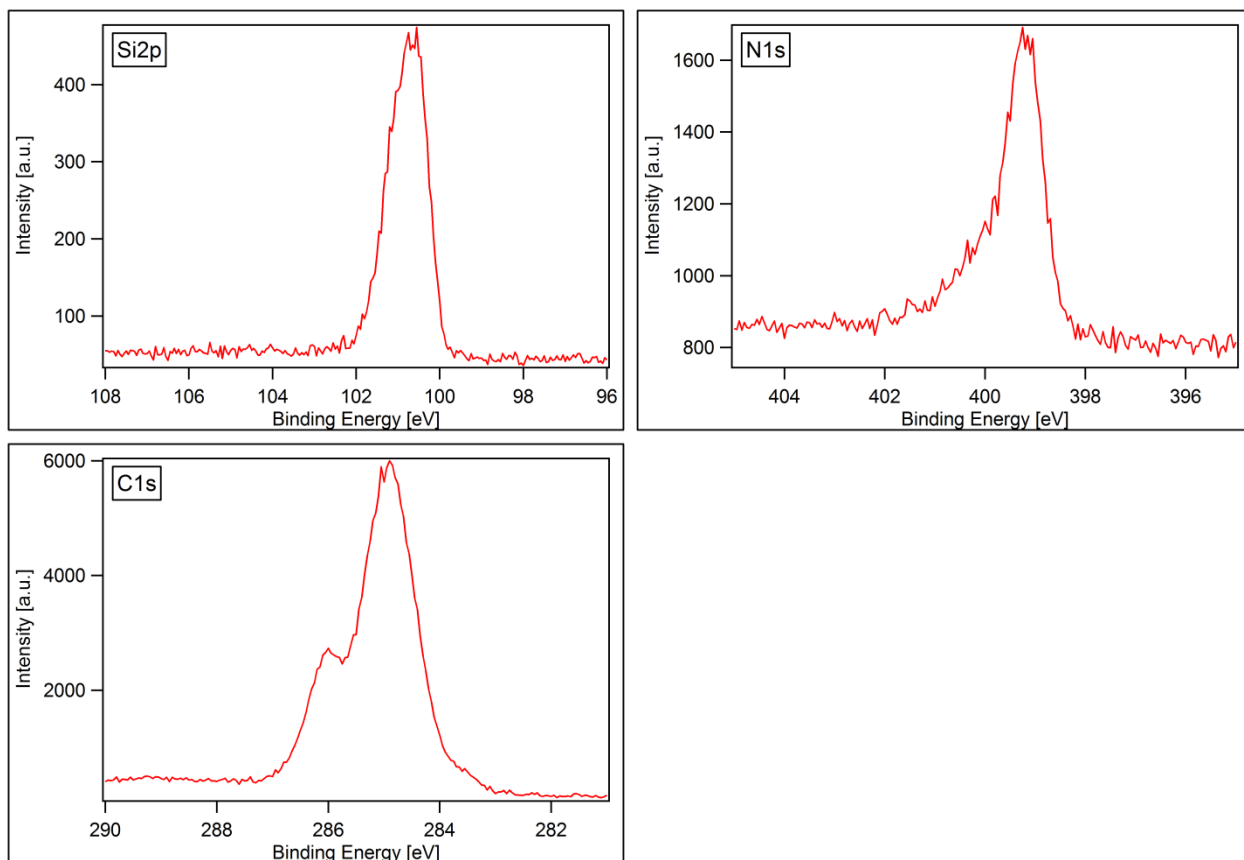 Si2p
Intensity [a.u.]
400
300
200
100
108 106 104 102 100 98 96
Binding Energy [eV]
N1s
Intensity [a.u.]
1600
1400
1200
1000
800
404 402 400 398 396
Binding Energy [eV]
C1s
Intensity [a.u.]
6000
4000
2000
290 288 286 284 282
Binding Energy [eV]